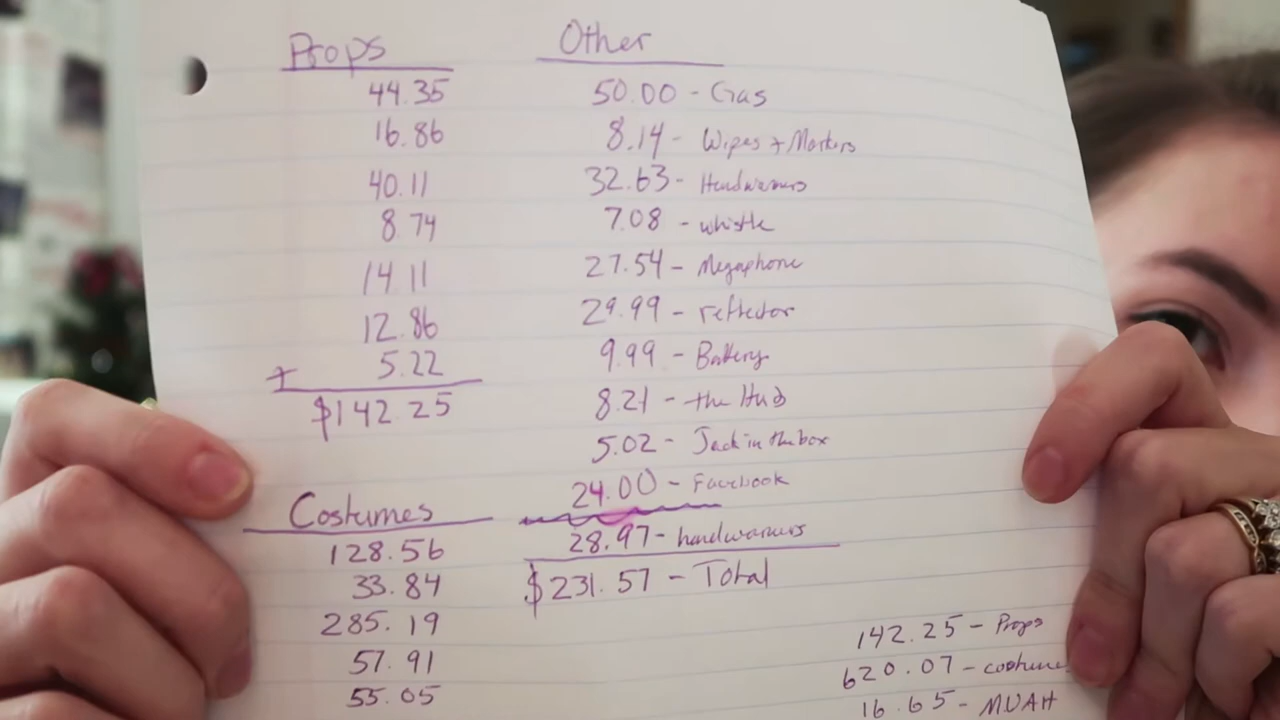 Props
44.35
16.86
40.11
8.74
14.11
12.86
+ 5.22
$142.25
Costumes
128.56
33.84
285.19
57.91
55.05
Other
50.00 - Gas
8.14 - Wipes + Markers
32.63 - Handwarmers
7.08 - whistle
27.54 - Megaphone
29.99 - reflector
9.99 - Battery
8.21 - the Hub
5.02 - Jack in the box
24.00 - Facebook
28.97 - handwarmers
$231.57 - Total
142.25 - Props
620.07 - costume
16.65 - MUAH